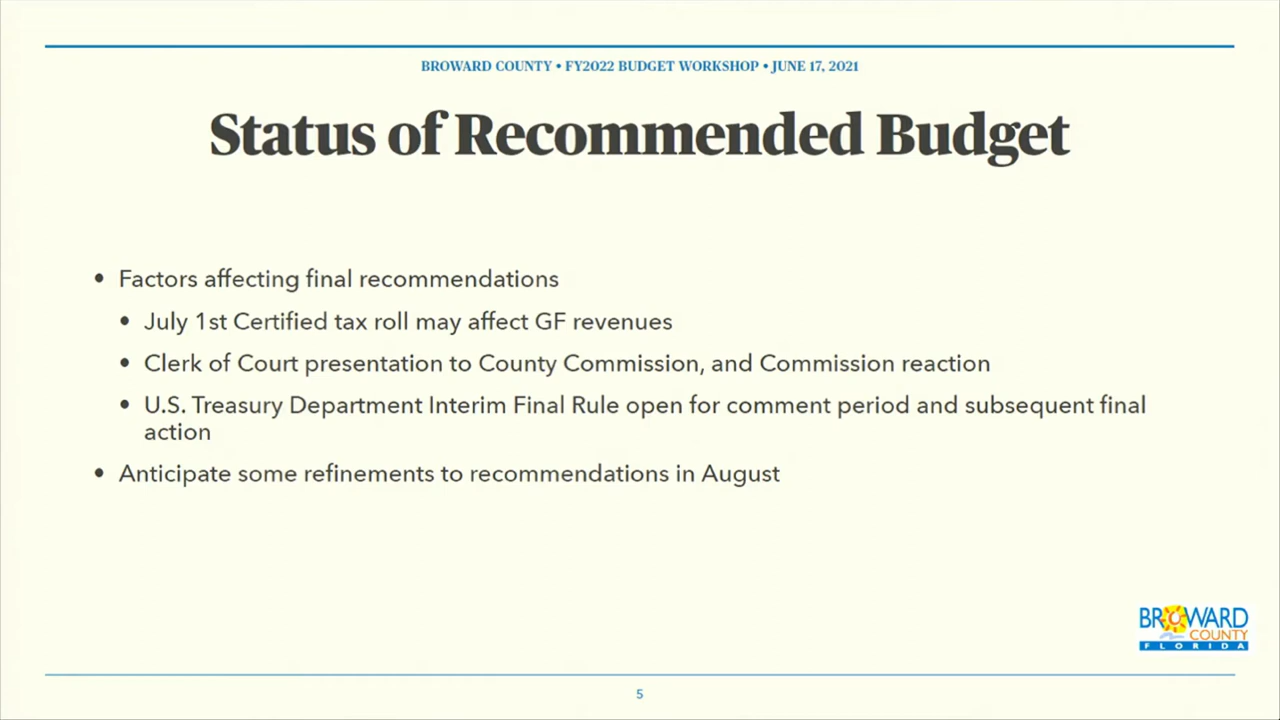 BROWARD COUNTY • FY2022 BUDGET WORKSHOP • JUNE 17, 2021
Status of Recommended Budget
• Factors affecting final recommendations
• July 1st Certified tax roll may affect GF revenues
• Clerk of Court presentation to County Commission, and Commission reaction
• U.S. Treasury Department Interim Final Rule open for comment period and subsequent final
action
• Anticipate some refinements to recommendations in August
BROWARD
COUNTY
FLORIDA
5